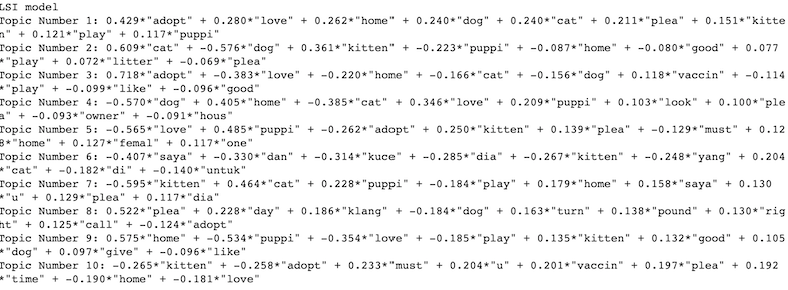 LSI model
Topic Number 1: 0.429*"adopt" + 0.280*"love" + 0.262*"home" + 0.240*"dog" + 0.240*"cat" + 0.211*"plea" + 0.151*"kitte
n" + 0.121*"play" + 0.117*"puppi"
Topic Number 2: 0.609*"cat" + -0.576*"dog" + 0.361*"kitten" + -0.223*"puppi" + -0.087*"home" + -0.080*"good" + 0.077
*"play" + 0.072*"litter" + -0.069*"plea"
Topic Number 3: 0.718*"adopt" + -0.383*"love" + -0.220*"home" + -0.166*"cat" + -0.156*"dog" + 0.118*"vaccin" + -0.114
*"play" + -0.099*"like" + -0.096*"good"
Topic Number 4: -0.570*"dog" + 0.405*"home" + -0.385*"cat" + 0.346*"love" + 0.209*"puppi" + 0.103*"look" + 0.100*"ple
a" + -0.093*"owner" + -0.091*"hous"
Topic Number 5: -0.565*"love" + 0.485*"puppi" + -0.262*"adopt" + 0.250*"kitten" + 0.139*"plea" + -0.129*"must" + 0.12
8*"home" + 0.127*"femal" + 0.117*"one"
Topic Number 6: -0.407*"saya" + -0.330*"dan" + -0.314*"kuce" + -0.285*"dia" + -0.267*"kitten" + -0.248*"yang" + 0.204
*"cat" + -0.182*"di" + -0.140*"untuk"
Topic Number 7: -0.595*"kitten" + 0.464*"cat" + 0.228*"puppi" + -0.184*"play" + 0.179*"home" + 0.158*"saya" + 0.130
*"u" + 0.129*"plea" + 0.117*"dia"
Topic Number 8: 0.522*"plea" + 0.228*"day" + 0.186*"klang" + -0.184*"dog" + 0.163*"turn" + 0.138*"pound" + 0.130*"rig
ht" + 0.125*"call" + -0.124*"adopt"
Topic Number 9: 0.575*"home" + -0.534*"puppi" + -0.354*"love" + -0.185*"play" + 0.135*"kitten" + 0.132*"good" + 0.105
*"dog" + 0.097*"give" + -0.096*"like"
Topic Number 10: -0.265*"kitten" + -0.258*"adopt" + 0.233*"must" + 0.204*"u" + 0.201*"vaccin" + 0.197*"plea" + 0.192
*"time" + -0.190*"home" + -0.181*"love"